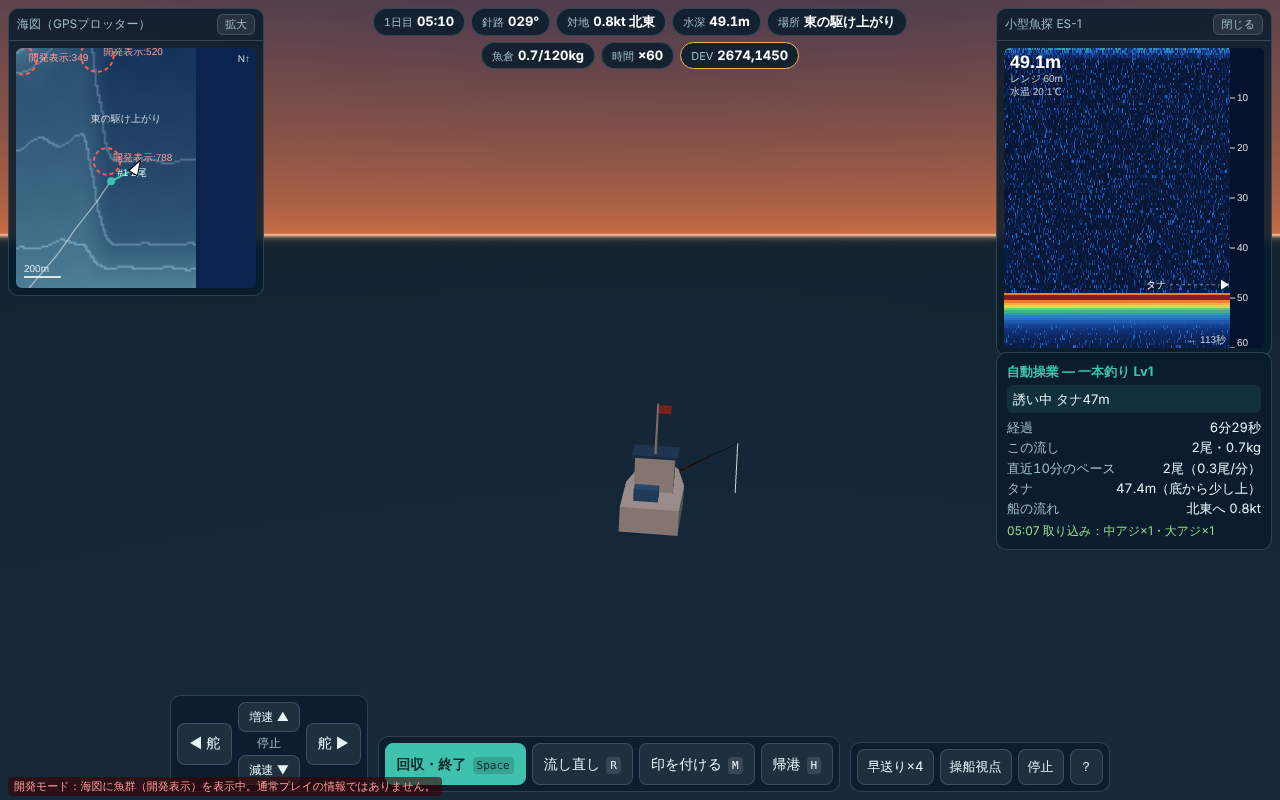 海図（GPSプロッター）
拡大
開発表示:349
開発表示:520
N↑
東の駆け上がり
開発表示:788
200m
1日目 05:10
針路 029°
対地 0.8kt 北東
水深 49.1m
場所 東の駆け上がり
魚倉 0.7/120kg
時間 ×60
DEV 2674,1450
小型魚探 ES-1
閉じる
49.1m
レンジ 60m
水温 20.1℃
10
20
30
40
タナ
50
113秒
60
自動操業 — 一本釣り Lv1
誘い中 タナ47m
経過 6分29秒
この流し 2尾・0.7kg
直近10分のペース 2尾（0.3尾/分）
タナ 47.4m（底から少し上）
船の流れ 北東へ 0.8kt
05:07 取り込み：中アジ×1・大アジ×1
◀ 舵
増速 ▲
停止
減速 ▼
舵 ▶
回収・終了 Space
流し直し R
印を付ける M
帰港 H
早送り×4
操船視点
停止
?
開発モード：海図に魚群（開発表示）を表示中。通常プレイの情報ではありません。